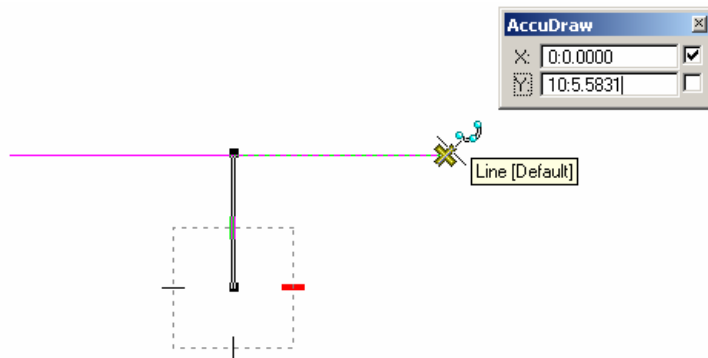 AccuDraw
X: 0:0.0000
Y: 10:5.5831
Line [Default]